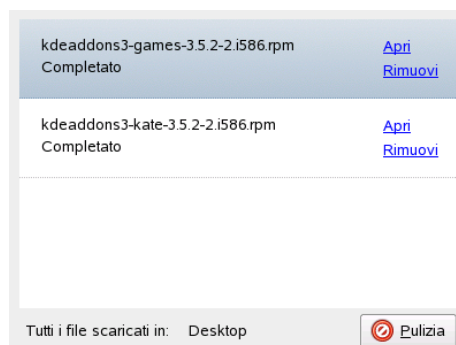 kdeaddons3-games-3.5.2-2.i586.rpm Apri
Completato Rimuovi
kdeaddons3-kate-3.5.2-2.i586.rpm Apri
Completato Rimuovi
Tutti i file scaricati in: Desktop Pulizia